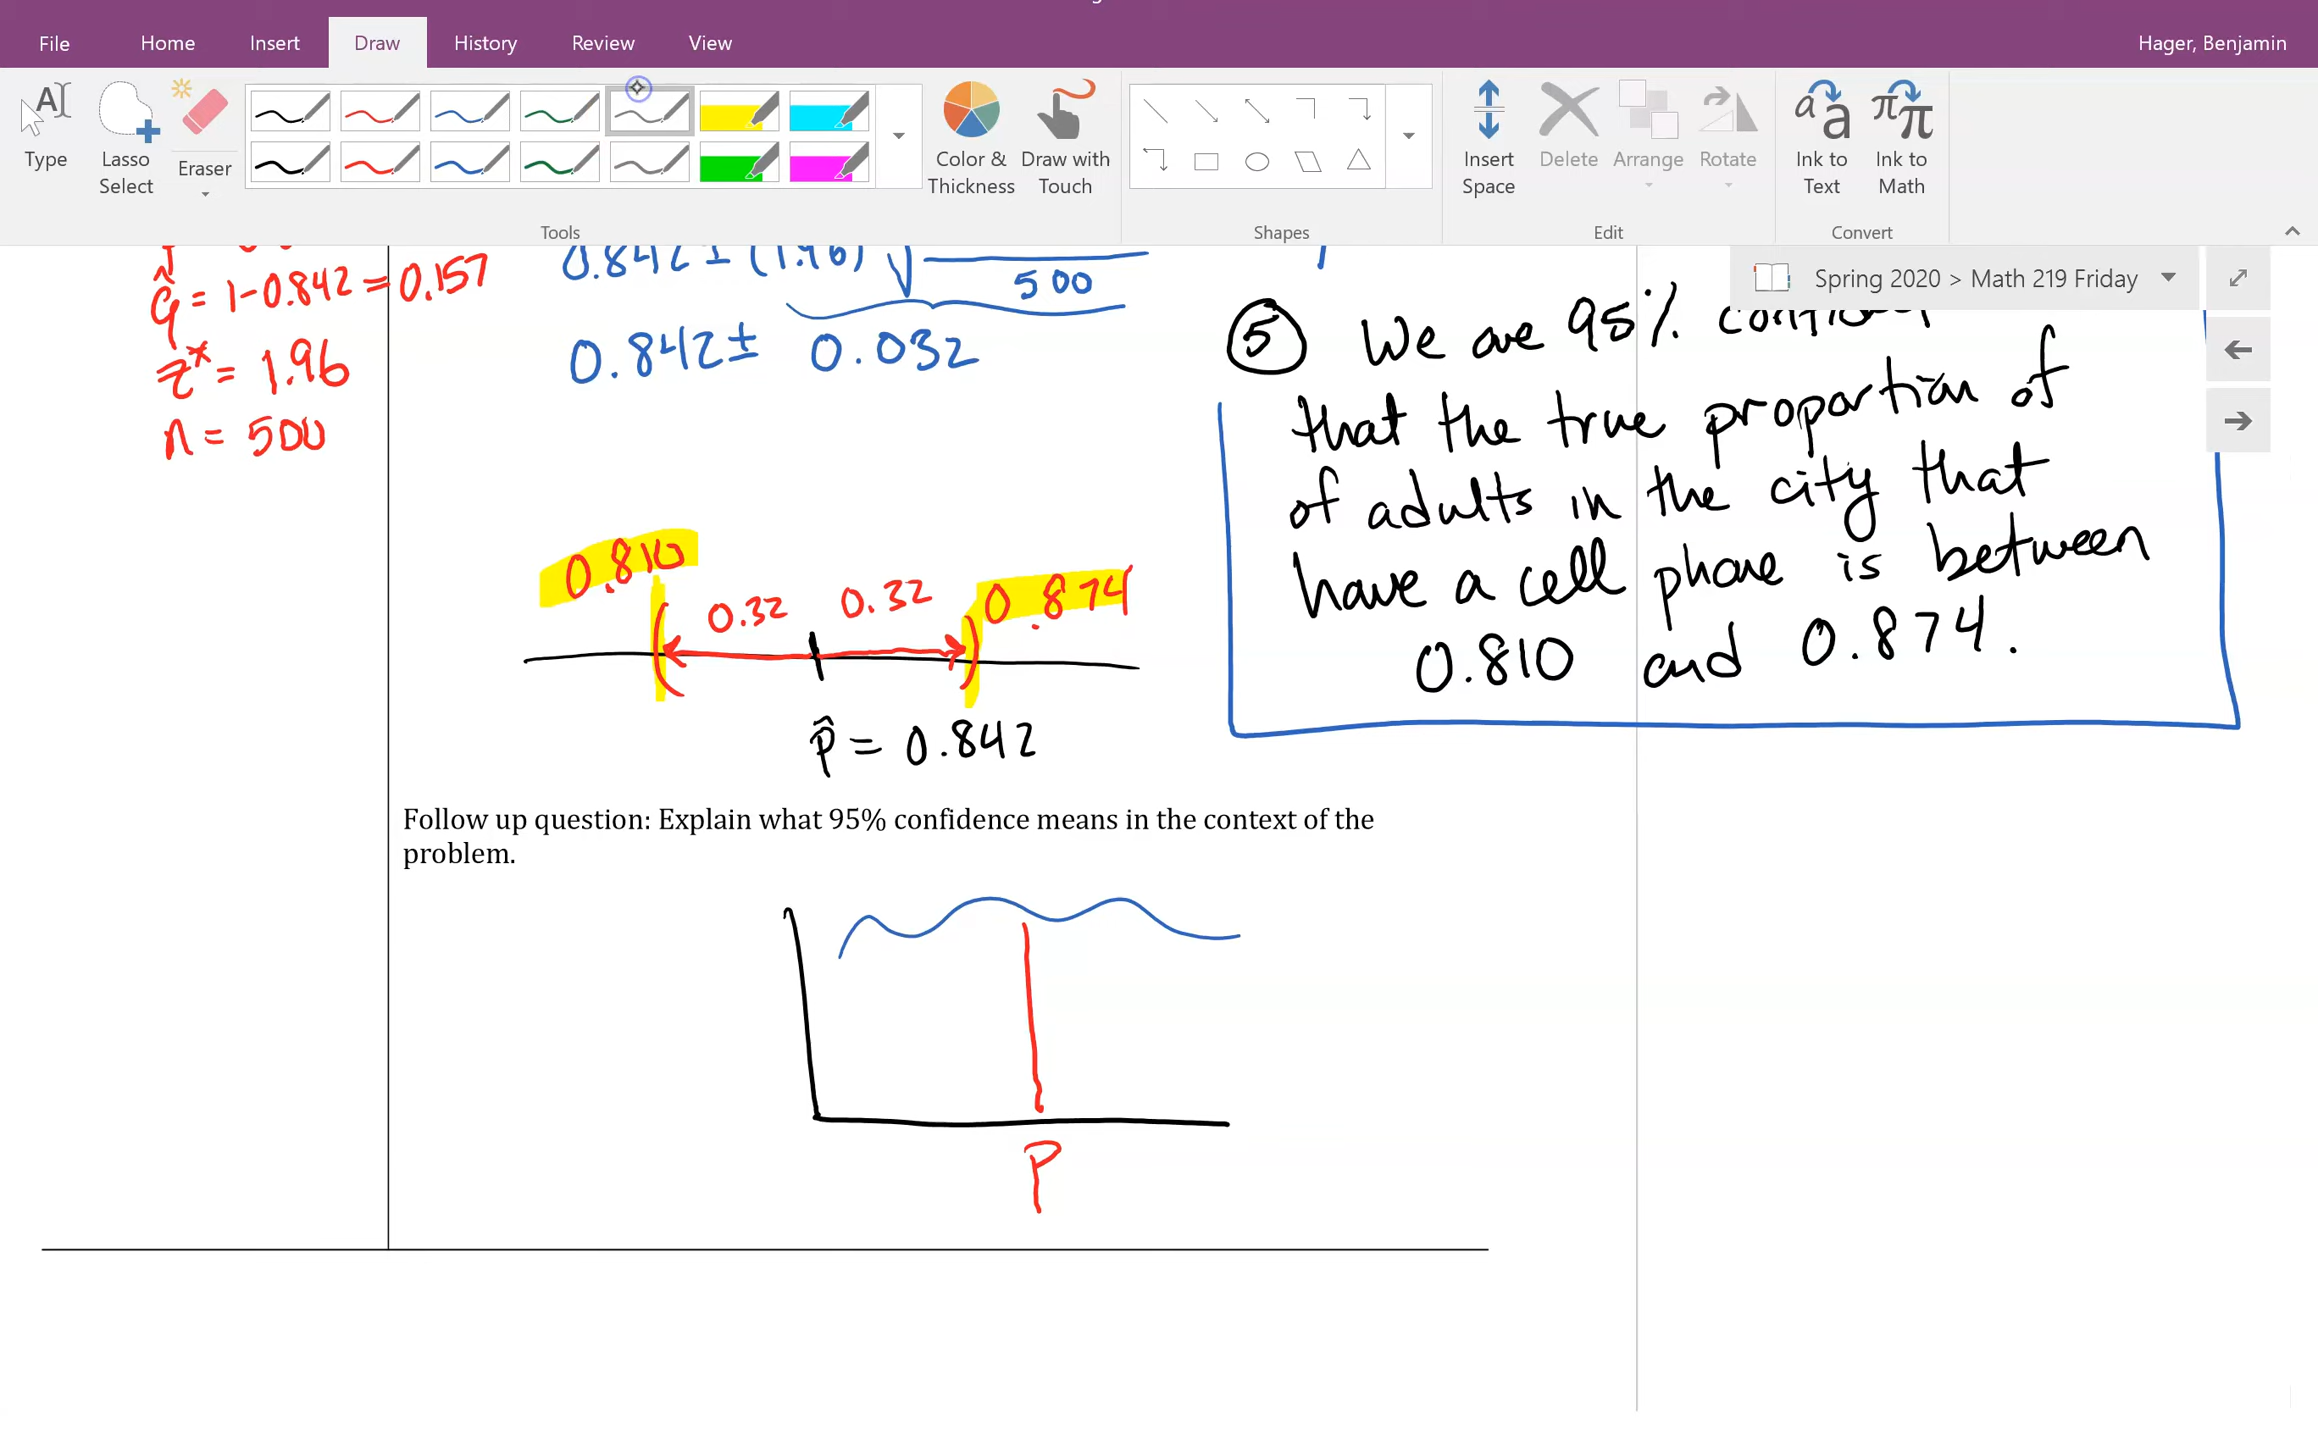 File Home Insert Draw History Review View Hager, Benjamin
Type
Lasso Select
Eraser
Color & Thickness
Draw with Touch
Insert Space
Delete
Arrange
Rotate
Ink to Text
Ink to Math
Tools Shapes Edit Convert
Spring 2020 > Math 219 Friday
q̂ = 1-0.842 = 0.157
z* = 1.96
n = 500
0.842 ± (1.96) √
500
0.842 ± 0.032
0.810
0.32 0.32 0.874
p̂ = 0.842
⑤ We are 95%
that the true proportion of
of adults in the city that
have a cell phone is between
0.810 and 0.874.
Follow up question: Explain what 95% confidence means in the context of the
problem.
P